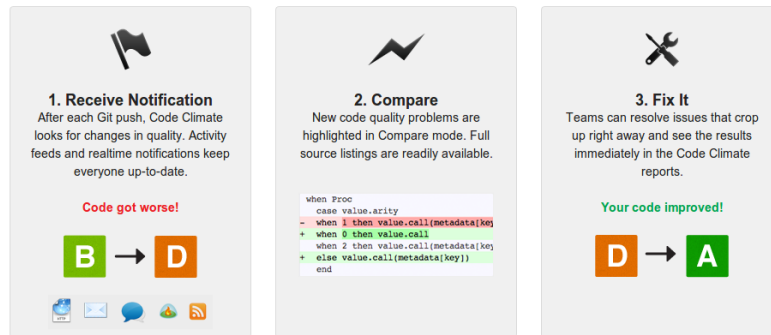 1. Receive Notification
After each Git push, Code Climate
looks for changes in quality. Activity
feeds and realtime notifications keep
everyone up-to-date.
Code got worse!
B → D
2. Compare
New code quality problems are
highlighted in Compare mode. Full
source listings are readily available.
when Proc
case value.arity
- when 1 then value.call(metadata[key
+ when 0 then value.call
when 2 then value.call(metadata[key
+ else value.call(metadata[key])
end
3. Fix It
Teams can resolve issues that crop
up right away and see the results
immediately in the Code Climate
reports.
Your code improved!
D → A